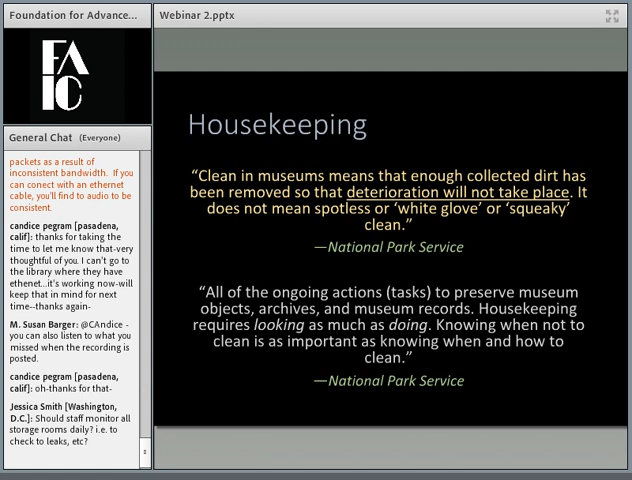 Foundation for Advance...
FA
IC
General Chat (Everyone)
packets as a result of
inconsistent bandwidth. If you
can conect with an ethernet
cable, you'll find to audio to be
consistent.
candice pegram [pasadena,
calif]: thanks for taking the
time to let me know that-very
thoughtful of you. I can't go to
the library where they have
ethenet...it's working now-will
keep that in mind for next
time--thanks again-
M. Susan Barger: @CAndice -
you can also listen to what you
missed when the recording is
posted.
candice pegram [pasadena,
calif]: oh-thanks for that-
Jessica Smith [Washington,
D.C.]: Should staff monitor all
storage rooms daily? i.e. to
check to leaks, etc?
Webinar 2.pptx
Housekeeping
“Clean in museums means that enough collected dirt has
been removed so that deterioration will not take place. It
does not mean spotless or ‘white glove’ or ‘squeaky’
clean.”
—National Park Service
“All of the ongoing actions (tasks) to preserve museum
objects, archives, and museum records. Housekeeping
requires looking as much as doing. Knowing when not to
clean is as important as knowing when and how to
clean.”
—National Park Service